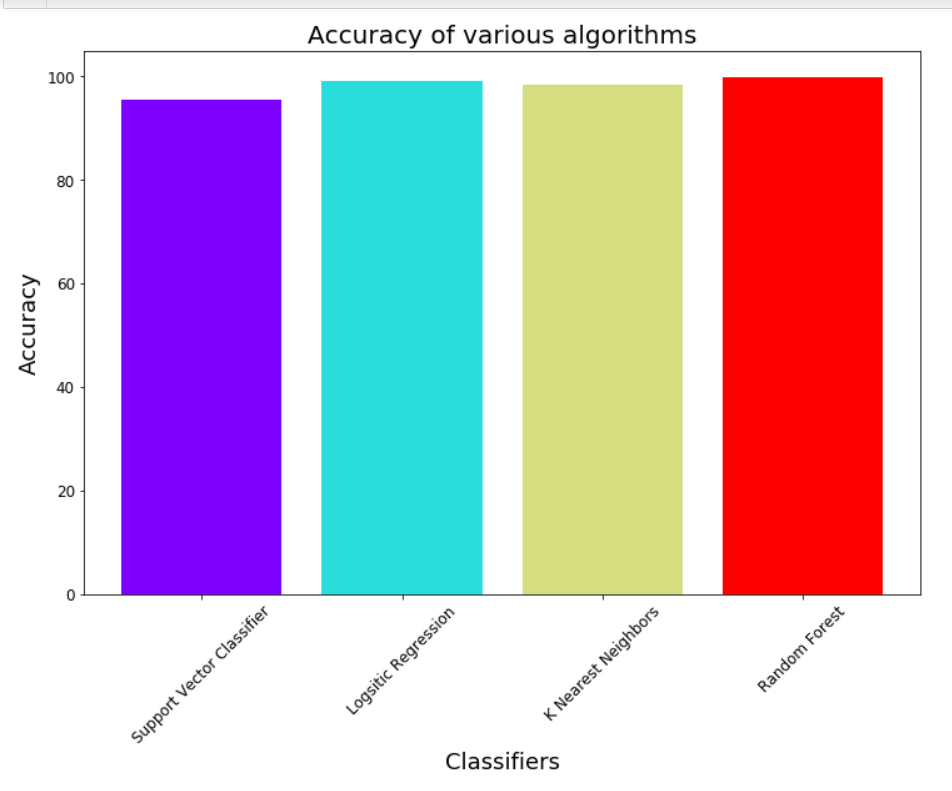 Accuracy of various algorithms
Accuracy
100
80
60
40
20
0
Support Vector Classifier
Logsitic Regression
K Nearest Neighbors
Random Forest
Classifiers